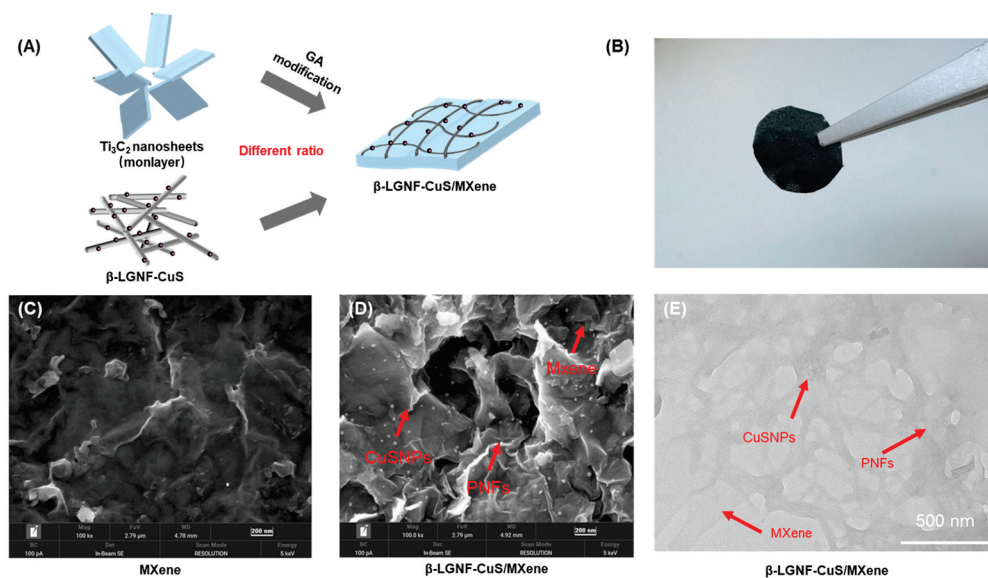 (A)
GA
modification
Ti₃C₂ nanosheets
(monlayer)
Different ratio
β-LGNF-CuS/MXene
β-LGNF-CuS
(B)
(C)
Mag
FoV
WD
100 kx
2.79 µm
4.78 mm
200 nm
BC
Det
Scan Mode
Energy
100 pA
In-Beam SE
RESOLUTION
5 keV
MXene
(D)
Mxene
CuSNPs
PNFs
Mag
FoV
WD
100.0 kx
2.79 µm
4.92 mm
200 nm
BC
Det
Scan Mode
Energy
100 pA
In-Beam SE
RESOLUTION
5 keV
β-LGNF-CuS/MXene
(E)
CuSNPs
PNFs
MXene
500 nm
β-LGNF-CuS/MXene